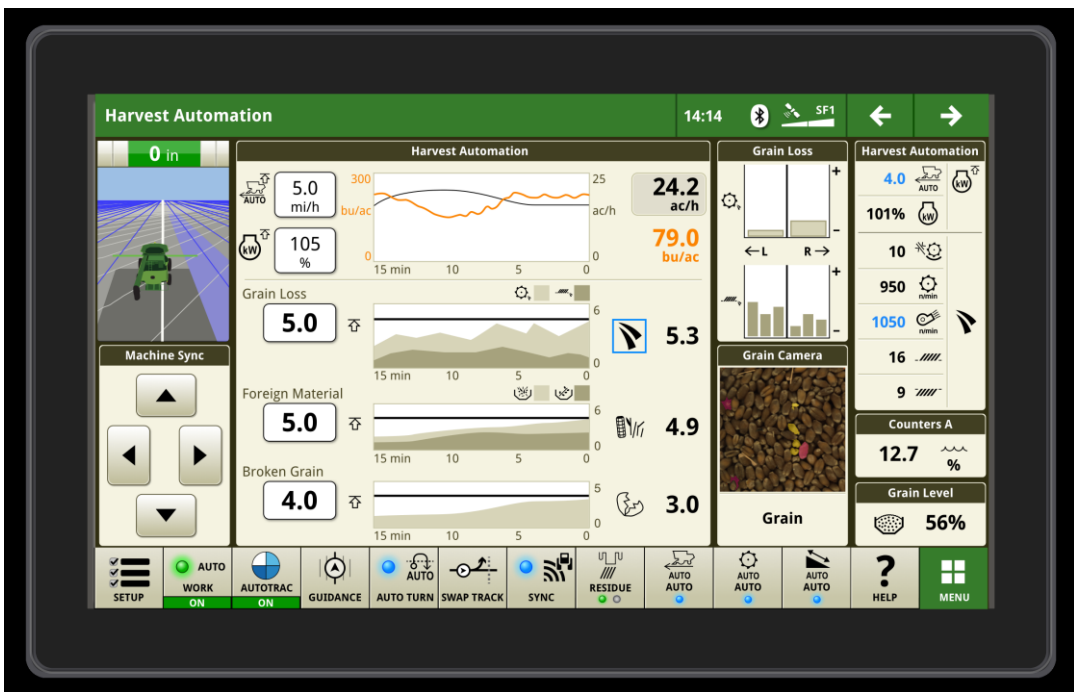 Harvest Automation
14:14
SF1
0 in
Harvest Automation
AUTO
5.0
mi/h
kW
105
%
300
bu/ac
0
25
ac/h
0
15 min 10 5 0
24.2
ac/h
79.0
bu/ac
Grain Loss
5.0
6
0
15 min 10 5 0
5.3
Foreign Material
5.0
6
0
15 min 10 5 0
4.9
Broken Grain
4.0
5
0
15 min 10 5 0
3.0
Machine Sync
Grain Loss
+
-
←L R→
+
-
Grain Camera
Grain
Harvest Automation
4.0 AUTO kW
101% kW
10
950 n/min
1050 n/min
16
9
Counters A
12.7 %
Grain Level
56%
SETUP
AUTO
WORK
ON
AUTOTRAC
ON
GUIDANCE
AUTO
AUTO TURN
SWAP TRACK
SYNC
RESIDUE
AUTO
AUTO
AUTO
AUTO
AUTO
AUTO
?
HELP
MENU